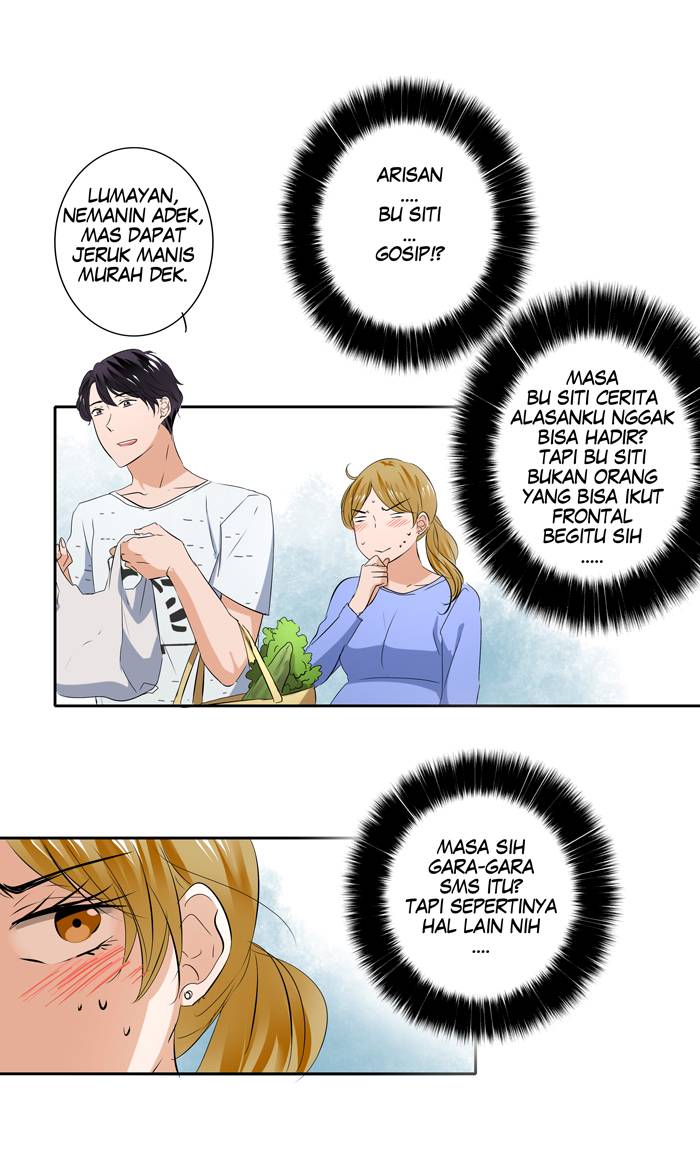 LUMAYAN,
NEMANIN ADEK,
MAS DAPAT
JERUK MANIS
MURAH DEK.
ARISAN
....
BU SITI
...
GOSIP!?
MASA
BU SITI CERITA
ALASANKU NGGAK
BISA HADIR?
TAPI BU SITI
BUKAN ORANG
YANG BISA IKUT
FRONTAL
BEGITU SIH
.....
MASA SIH
GARA-GARA
SMS ITU?
TAPI SEPERTINYA
HAL LAIN NIH
....